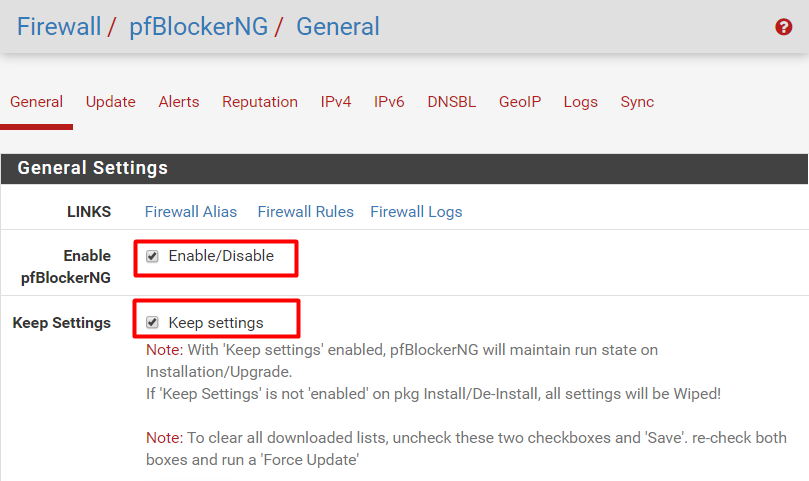 Firewall / pfBlockerNG / General
General Update Alerts Reputation IPv4 IPv6 DNSBL GeoIP Logs Sync
General Settings
LINKS Firewall Alias Firewall Rules Firewall Logs
Enable pfBlockerNG Enable/Disable
Keep Settings Keep settings
Note: With 'Keep settings' enabled, pfBlockerNG will maintain run state on
Installation/Upgrade.
If 'Keep Settings' is not 'enabled' on pkg Install/De-Install, all settings will be Wiped!
Note: To clear all downloaded lists, uncheck these two checkboxes and 'Save'. re-check both
boxes and run a 'Force Update'